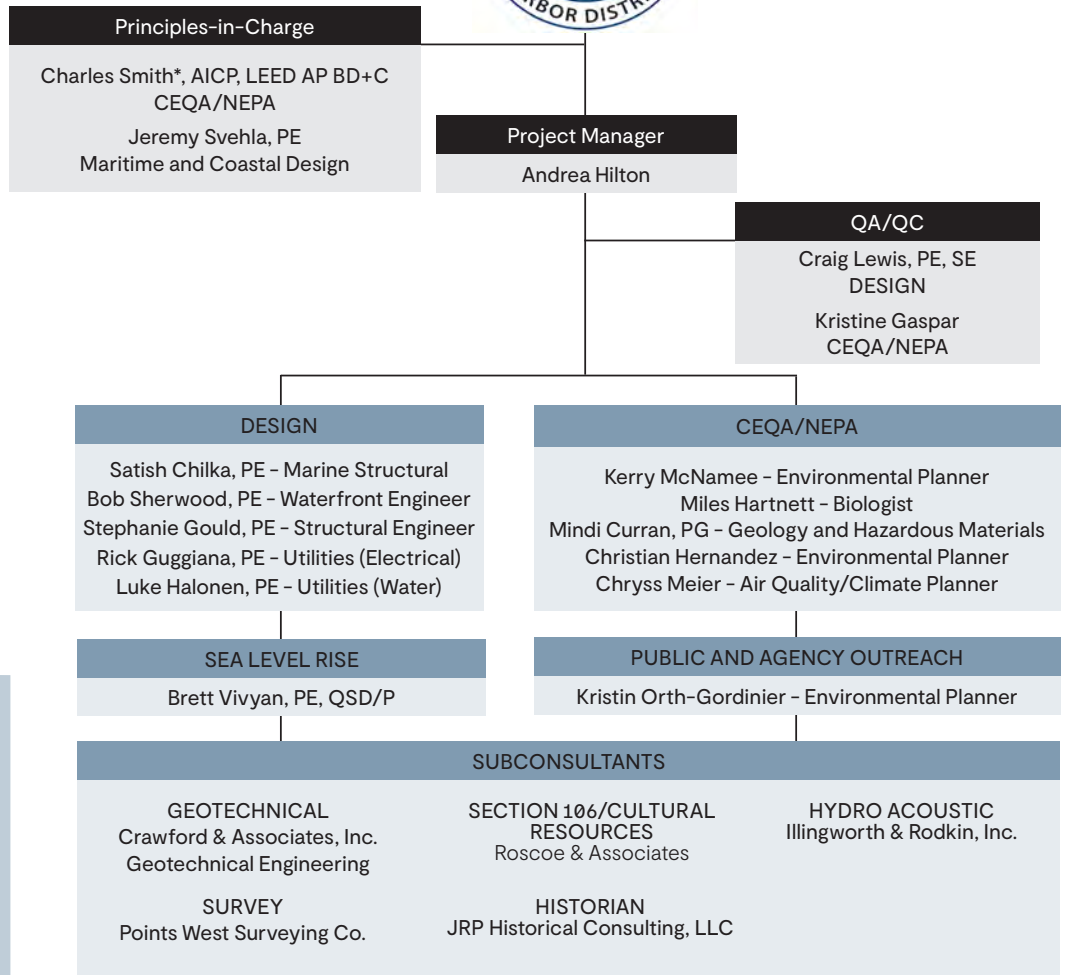 RBOR DISTR
Principles-in-Charge
Charles Smith*, AICP, LEED AP BD+C
CEQA/NEPA
Jeremy Svehla, PE
Maritime and Coastal Design
Project Manager
Andrea Hilton
QA/QC
Craig Lewis, PE, SE
DESIGN
Kristine Gaspar
CEQA/NEPA
DESIGN
Satish Chilka, PE – Marine Structural
Bob Sherwood, PE – Waterfront Engineer
Stephanie Gould, PE – Structural Engineer
Rick Guggiana, PE – Utilities (Electrical)
Luke Halonen, PE – Utilities (Water)
CEQA/NEPA
Kerry McNamee – Environmental Planner
Miles Hartnett – Biologist
Mindi Curran, PG – Geology and Hazardous Materials
Christian Hernandez – Environmental Planner
Chryss Meier – Air Quality/Climate Planner
SEA LEVEL RISE
Brett Vivyan, PE, QSD/P
PUBLIC AND AGENCY OUTREACH
Kristin Orth-Gordinier – Environmental Planner
SUBCONSULTANTS
GEOTECHNICAL
Crawford & Associates, Inc.
Geotechnical Engineering
SECTION 106/CULTURAL
RESOURCES
Roscoe & Associates
HYDRO ACOUSTIC
Illingworth & Rodkin, Inc.
SURVEY
Points West Surveying Co.
HISTORIAN
JRP Historical Consulting, LLC